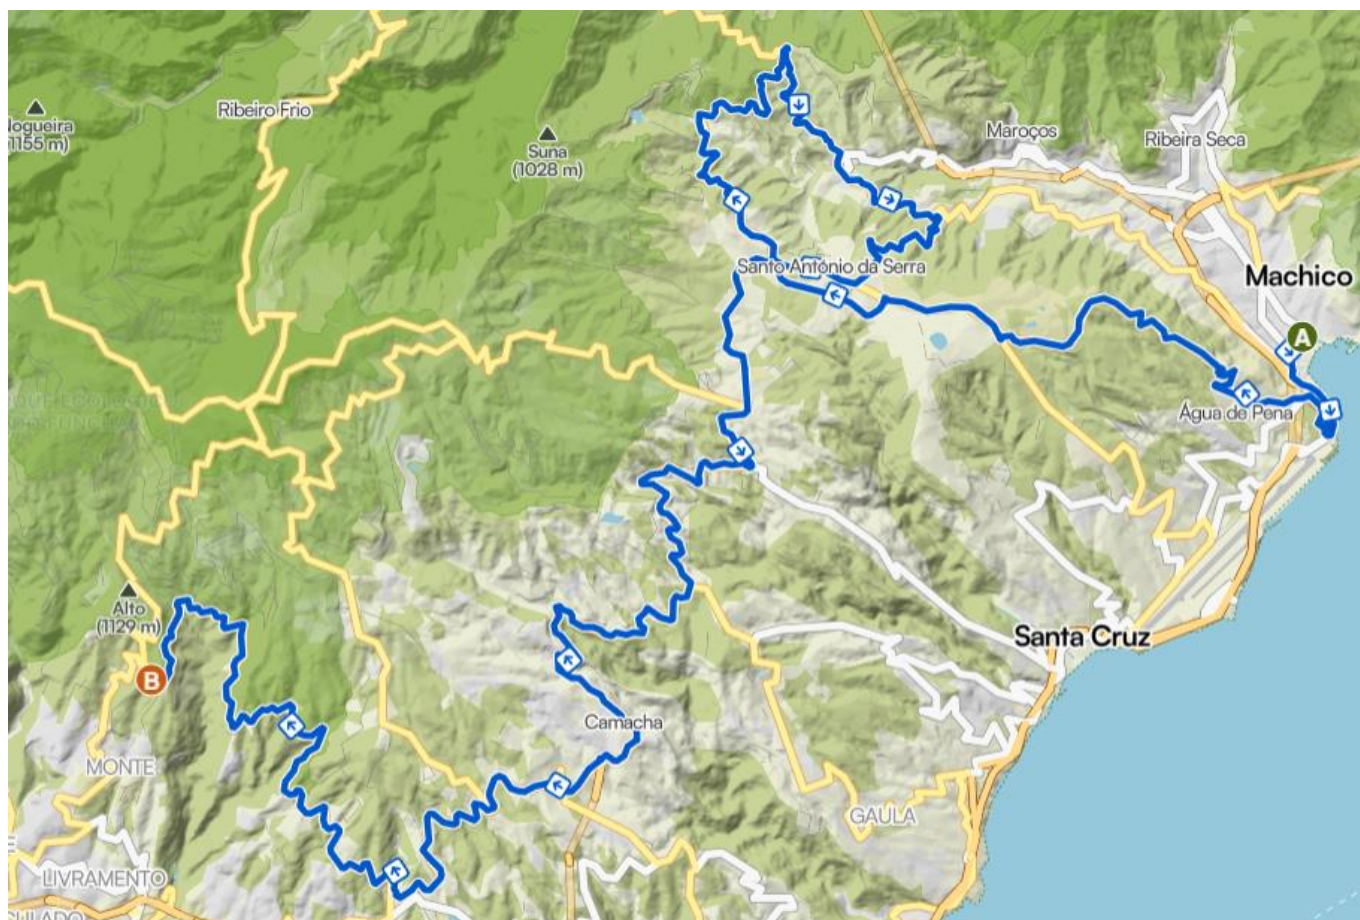 Ribeiro Frio
Nogueira
Suna
(1028 m)
Maroços
Ribeira Seca
Santo António da Serra
Machico
A
Água de Pena
Alto
(1129 m)
Santa Cruz
B
Camacha
MONTE
GAULA
LIVRAMENTO